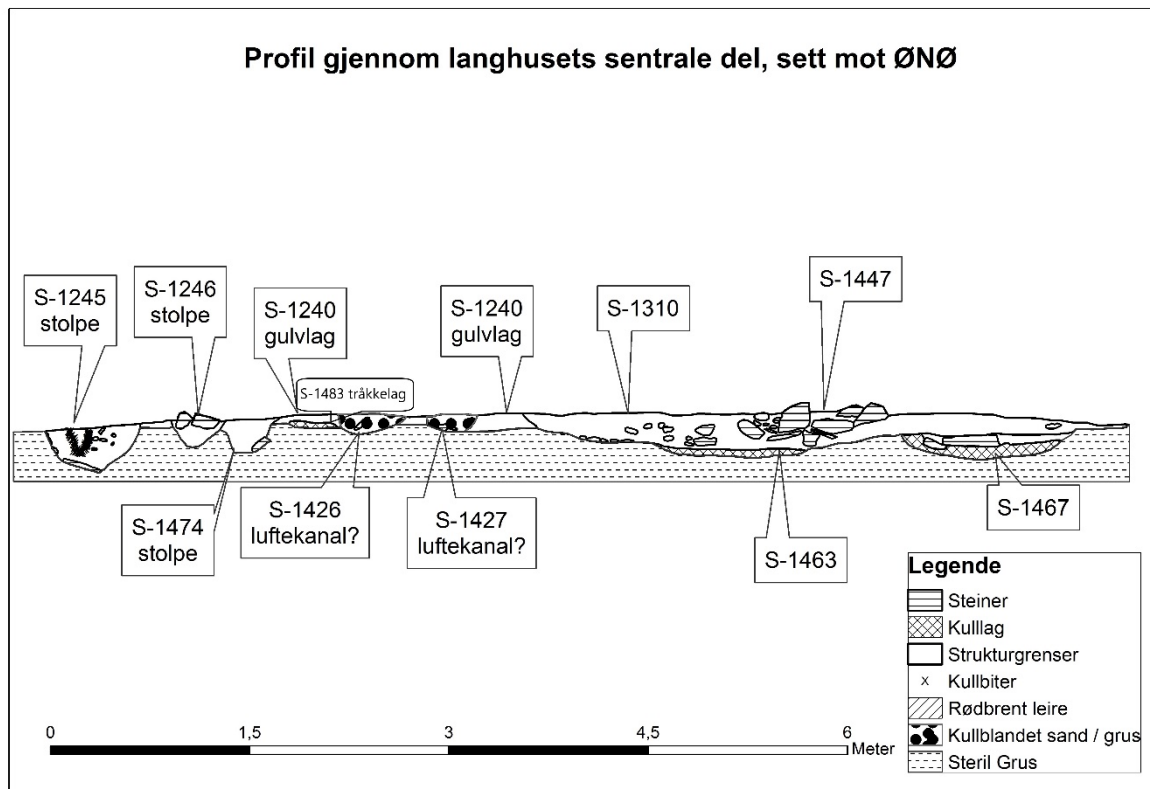 Profil gjennom langhusets sentrale del, sett mot ØNØ
S-1245
stolpe
S-1246
stolpe
S-1240
gulvlag
S-1483 tråkkelag
S-1240
gulvlag
S-1310
S-1447
S-1474
stolpe
S-1426
luftekanal?
S-1427
luftekanal?
S-1463
S-1467
Legende
Steiner
Kulllag
Strukturgrenser
x Kullbiter
Rødbrent leire
Kullblandet sand / grus
Steril Grus
0 1,5 3 4,5 6
Meter